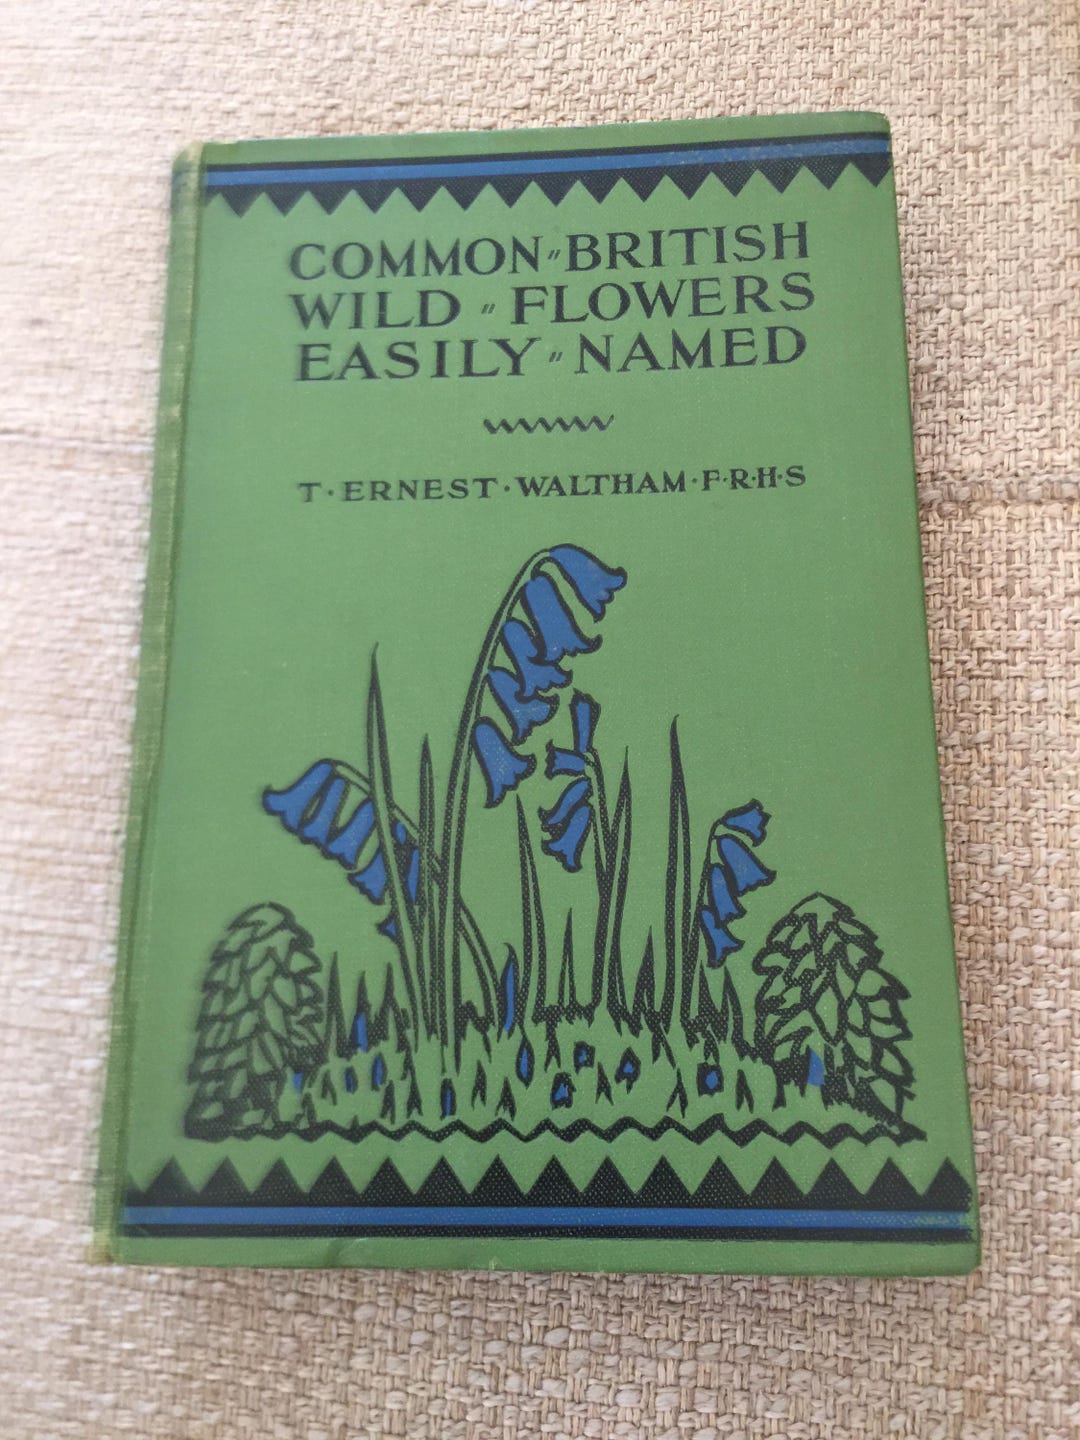 COMMON〃BRITISH
WILD〃FLOWERS
EASILY〃NAMED
T·ERNEST·WALTHAM·F·R·H·S